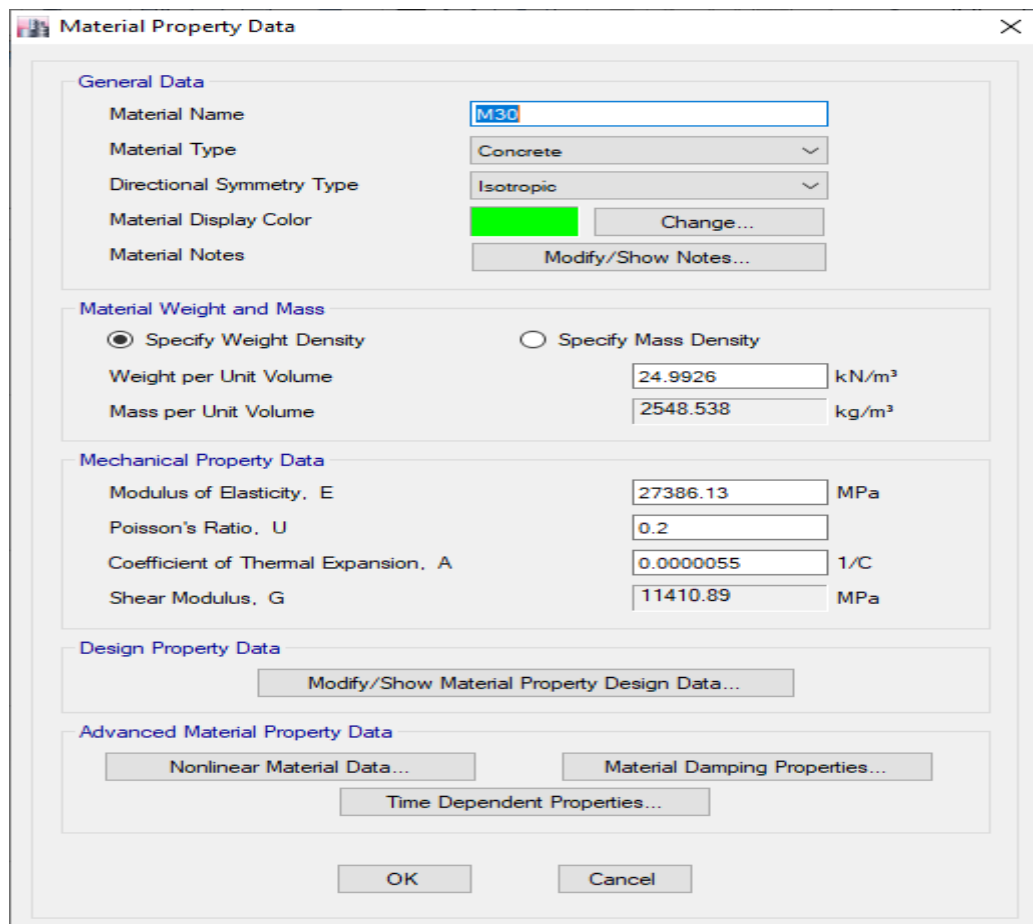 Material Property Data
General Data
Material Name M30
Material Type Concrete
Directional Symmetry Type Isotropic
Material Display Color Change...
Material Notes Modify/Show Notes...
Material Weight and Mass
Specify Weight Density Specify Mass Density
Weight per Unit Volume 24.9926 kN/m³
Mass per Unit Volume 2548.538 kg/m³
Mechanical Property Data
Modulus of Elasticity, E 27386.13 MPa
Poisson's Ratio, U 0.2
Coefficient of Thermal Expansion, A 0.0000055 1/C
Shear Modulus, G 11410.89 MPa
Design Property Data
Modify/Show Material Property Design Data...
Advanced Material Property Data
Nonlinear Material Data... Material Damping Properties...
Time Dependent Properties...
OK Cancel